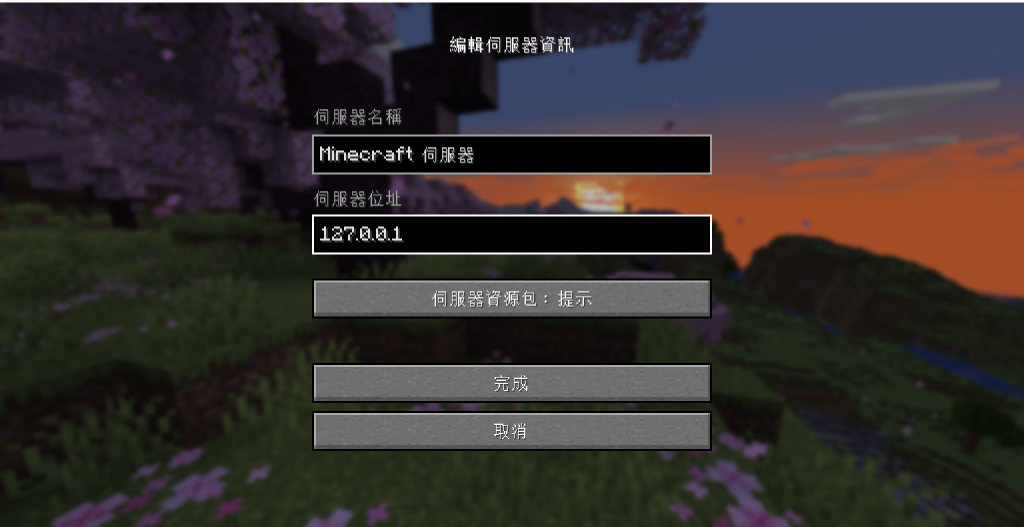 編輯伺服器資訊
伺服器名稱
Minecraft 伺服器
伺服器位址
127.0.0.1
伺服器資源包：提示
完成
取消